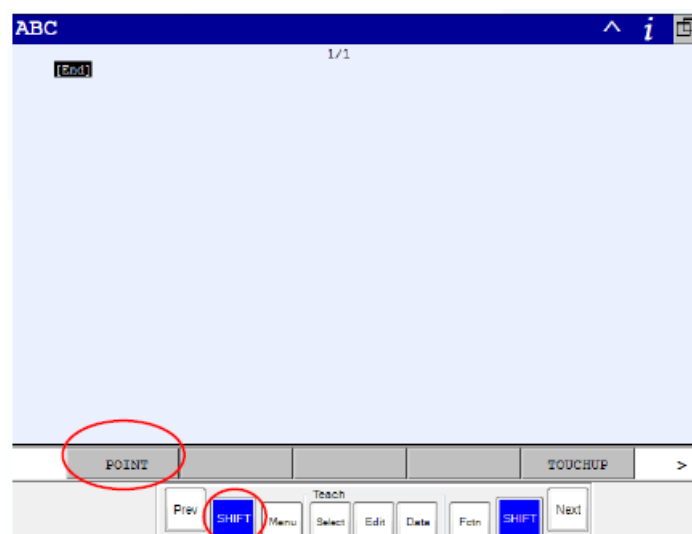 ABC ^ i
1/1
[End]
POINT TOUCHUP >
Teach
Prev SHIFT Menu Select Edit Data Fctn SHIFT Next